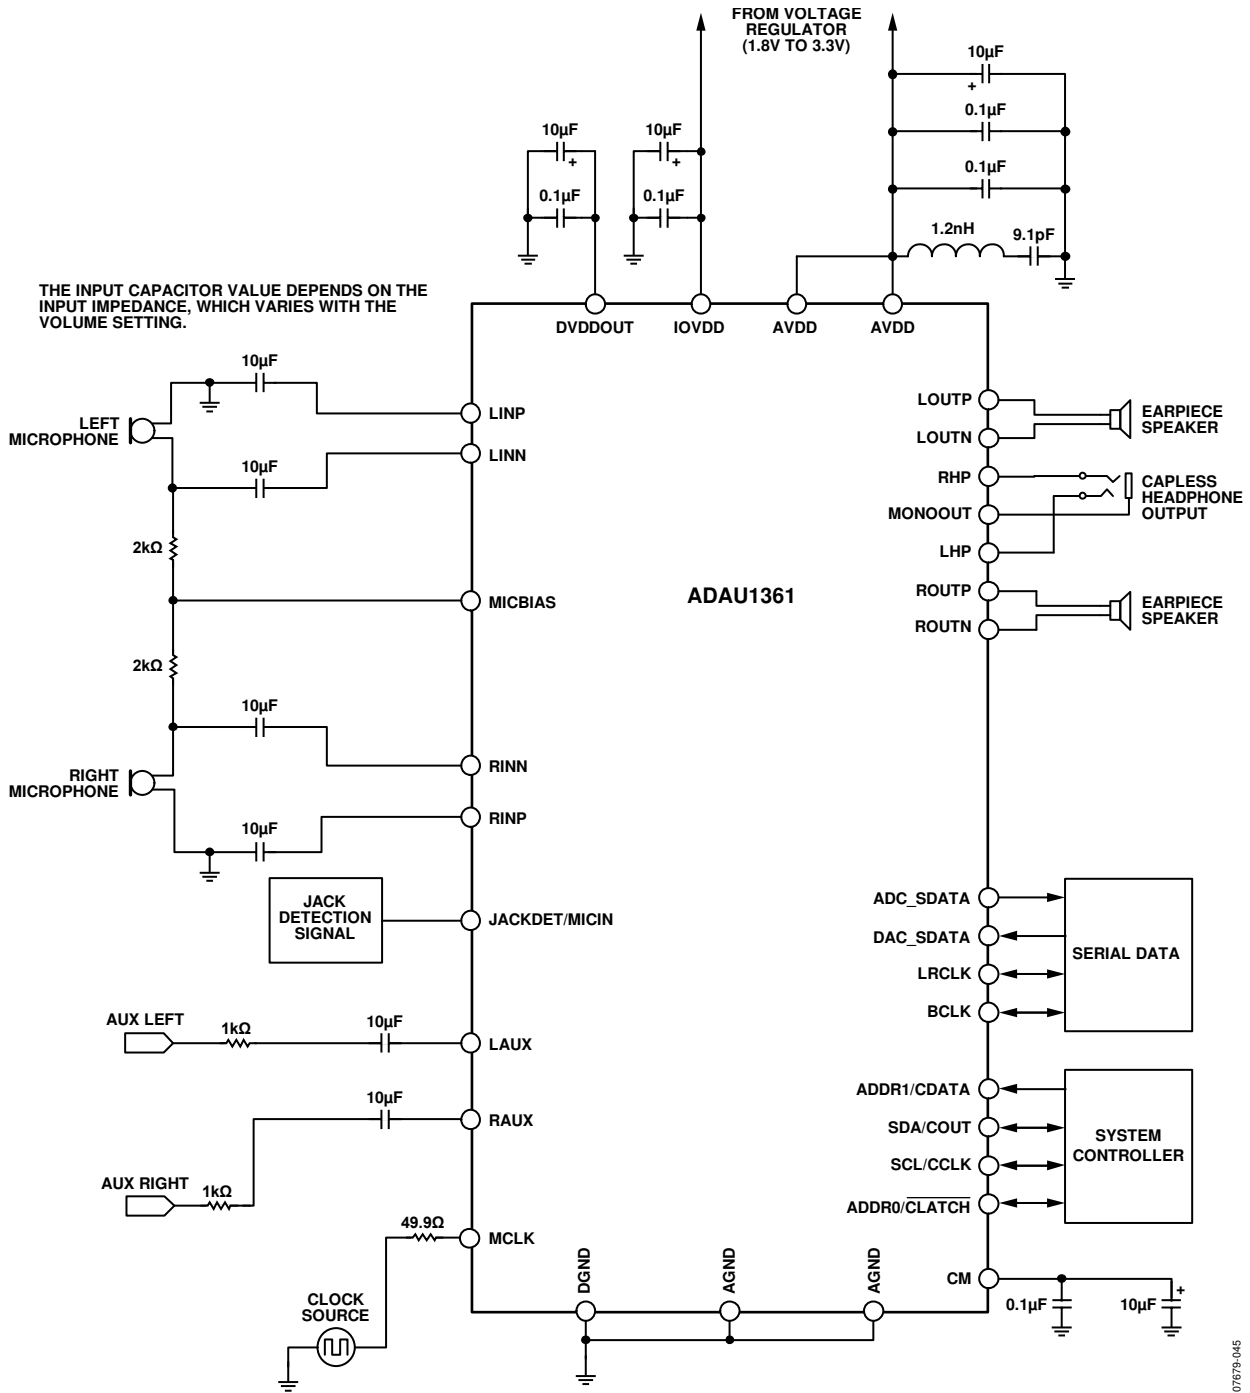 FROM VOLTAGE
REGULATOR
(1.8V TO 3.3V)
10µF
+
0.1µF
0.1µF
1.2nH
9.1pF
10µF
+
0.1µF
10µF
+
0.1µF
THE INPUT CAPACITOR VALUE DEPENDS ON THE
INPUT IMPEDANCE, WHICH VARIES WITH THE
VOLUME SETTING.
DVDDOUT
IOVDD
AVDD
AVDD
10µF
LEFT
MICROPHONE
LINP
LINN
10µF
2kΩ
MICBIAS
2kΩ
10µF
RIGHT
MICROPHONE
RINN
RINP
10µF
JACK
DETECTION
SIGNAL
JACKDET/MICIN
AUX LEFT
1kΩ
10µF
LAUX
10µF
RAUX
AUX RIGHT
1kΩ
49.9Ω
MCLK
CLOCK
SOURCE
ADAU1361
LOUTP
LOUTN
EARPIECE
SPEAKER
RHP
MONOOUT
LHP
CAPLESS
HEADPHONE
OUTPUT
ROUTP
ROUTN
EARPIECE
SPEAKER
ADC_SDATA
DAC_SDATA
LRCLK
BCLK
SERIAL DATA
ADDR1/CDATA
SDA/COUT
SCL/CCLK
ADDR0/CLATCH
SYSTEM
CONTROLLER
DGND
AGND
AGND
CM
0.1µF
10µF
+
07679-045